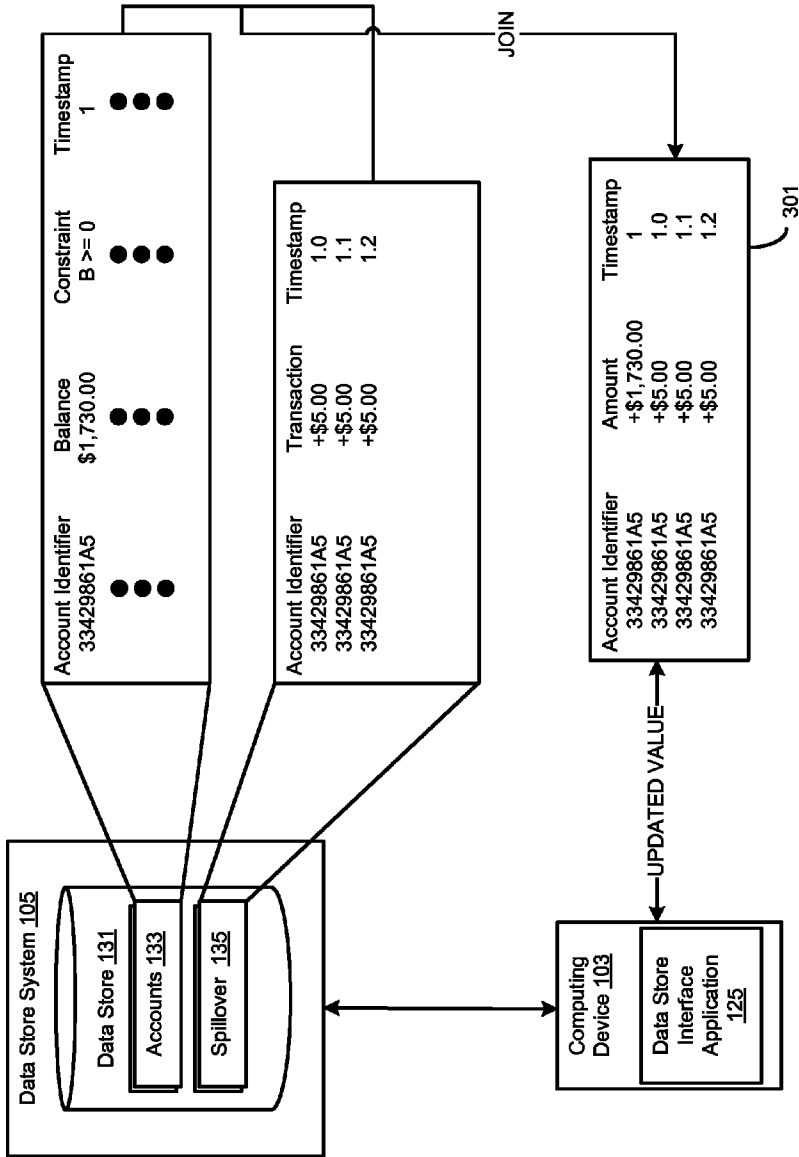 Data Store System 105
Data Store 131
Accounts 133
Spillover 135
Account Identifier Balance Constraint Timestamp
33429861A5 $1,730.00 B >= 0 1
Account Identifier Transaction Timestamp
33429861A5 +$5.00 1.0
33429861A5 +$5.00 1.1
33429861A5 +$5.00 1.2
JOIN
Computing
Device 103
Data Store
Interface
Application
125
UPDATED VALUE
Account Identifier Amount Timestamp
33429861A5 +$1,730.00 1
33429861A5 +$5.00 1.0
33429861A5 +$5.00 1.1
33429861A5 +$5.00 1.2
301